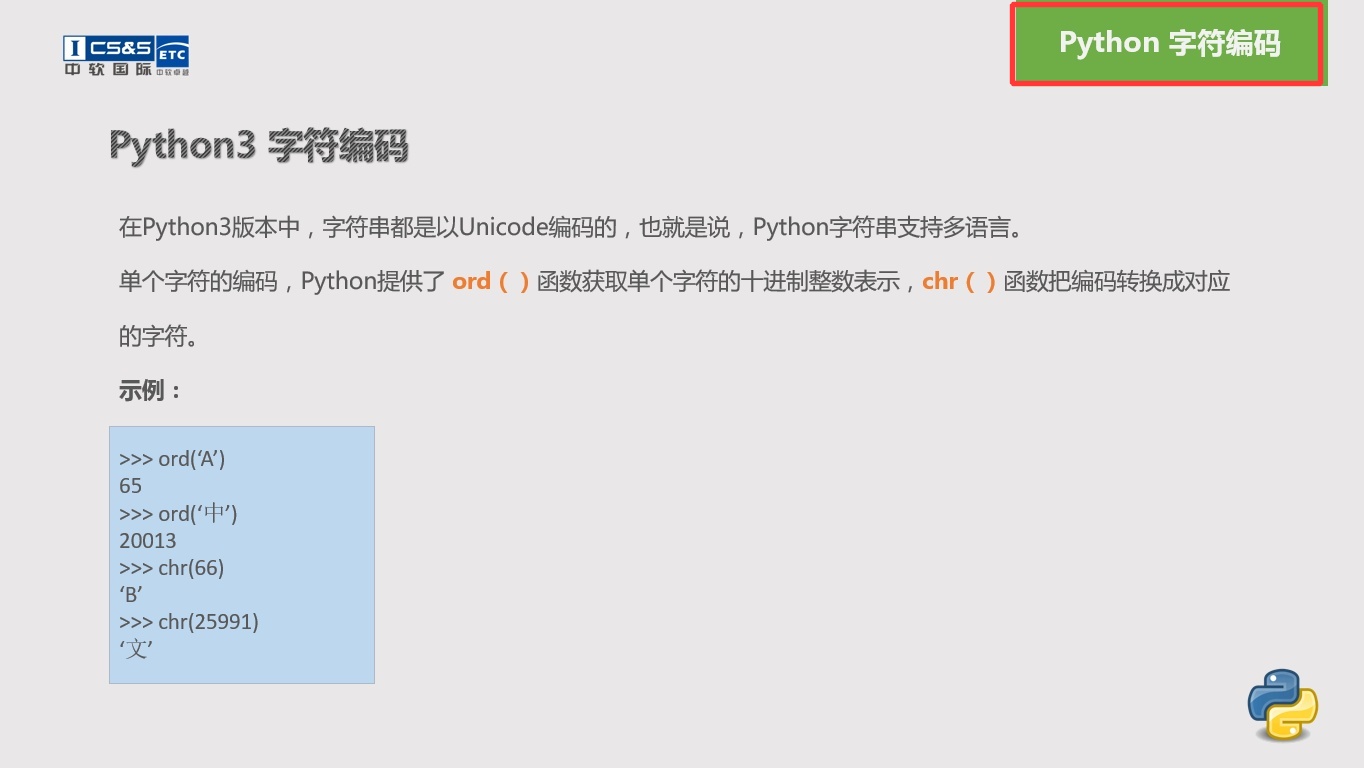 I CS&S ETC
中软国际 中软卓越
Python 字符编码
Python3 字符编码
在Python3版本中，字符串都是以Unicode编码的，也就是说，Python字符串支持多语言。
单个字符的编码，Python提供了 ord（ ）函数获取单个字符的十进制整数表示，chr（ ）函数把编码转换成对应
的字符。
示例：
>>> ord(‘A’)
65
>>> ord(‘中’)
20013
>>> chr(66)
‘B’
>>> chr(25991)
‘文’